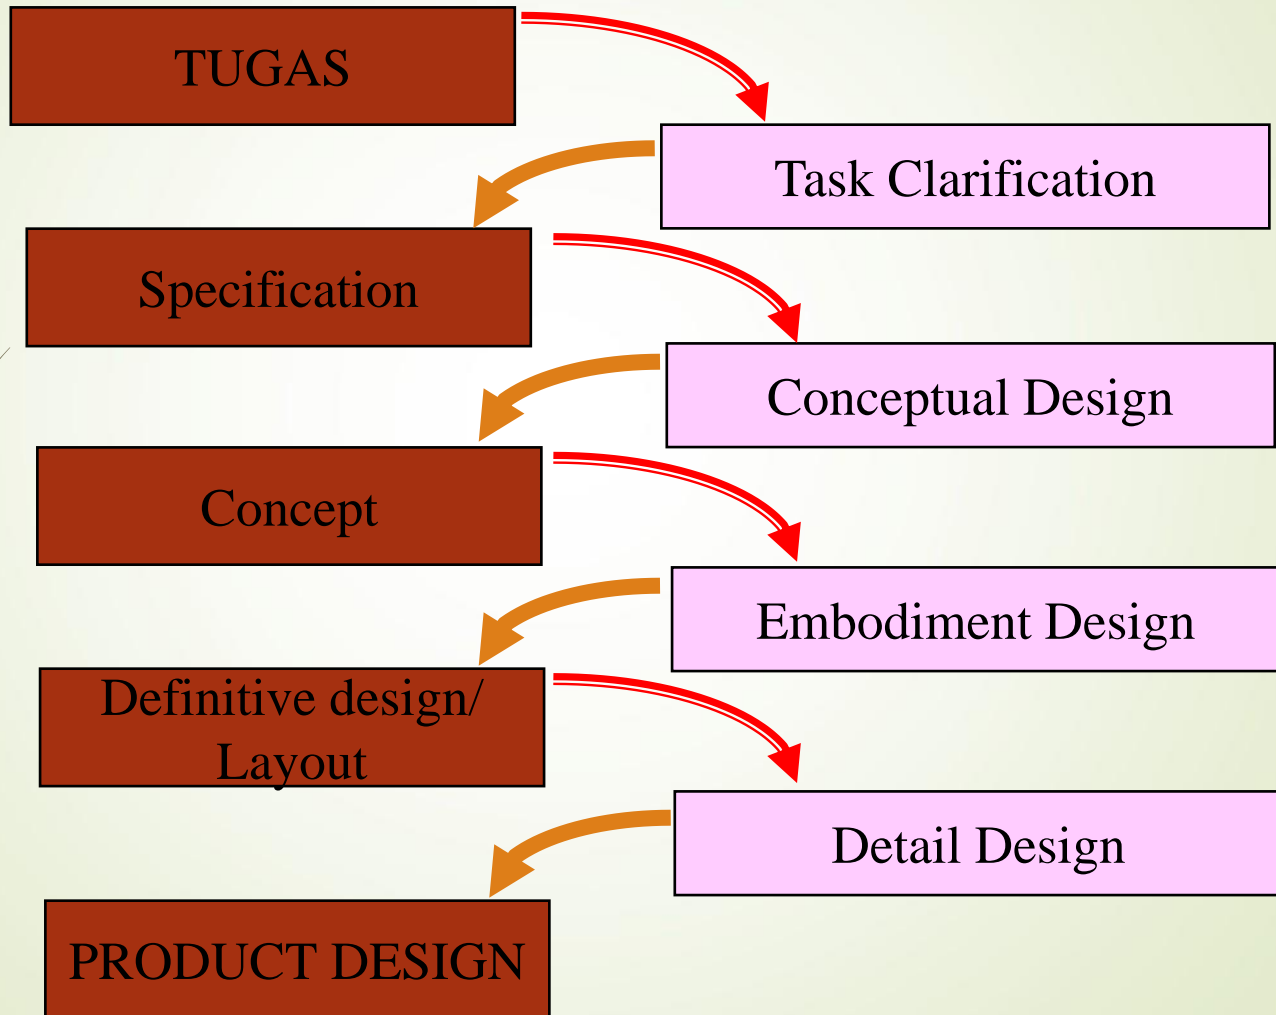 TUGAS
Task Clarification
Specification
Conceptual Design
Concept
Embodiment Design
Definitive design/
Layout
Detail Design
PRODUCT DESIGN